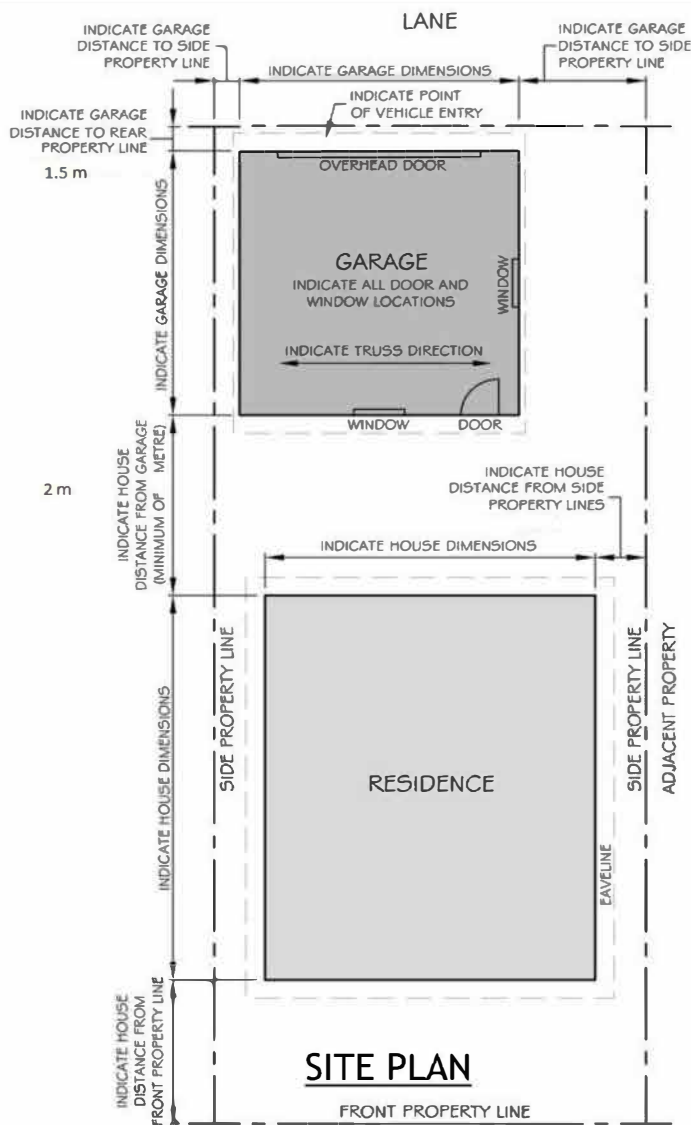 LANE
INDICATE GARAGE
DISTANCE TO SIDE
PROPERTY LINE
INDICATE GARAGE DIMENSIONS
INDICATE GARAGE
DISTANCE TO SIDE
PROPERTY LINE
INDICATE POINT
OF VEHICLE ENTRY
INDICATE GARAGE
DISTANCE TO REAR
PROPERTY LINE
1.5 m
OVERHEAD DOOR
INDICATE GARAGE DIMENSIONS
GARAGE
INDICATE ALL DOOR AND
WINDOW LOCATIONS
WINDOW
INDICATE TRUSS DIRECTION
WINDOW
DOOR
2 m
INDICATE HOUSE
DISTANCE FROM GARAGE
(MINIMUM OF METRE)
INDICATE HOUSE
DISTANCE FROM SIDE
PROPERTY LINES
INDICATE HOUSE DIMENSIONS
INDICATE HOUSE DIMENSIONS
SIDE PROPERTY LINE
RESIDENCE
EAVELINE
SIDE PROPERTY LINE
ADJACENT PROPERTY
INDICATE HOUSE
DISTANCE FROM
FRONT PROPERTY LINE
SITE PLAN
FRONT PROPERTY LINE